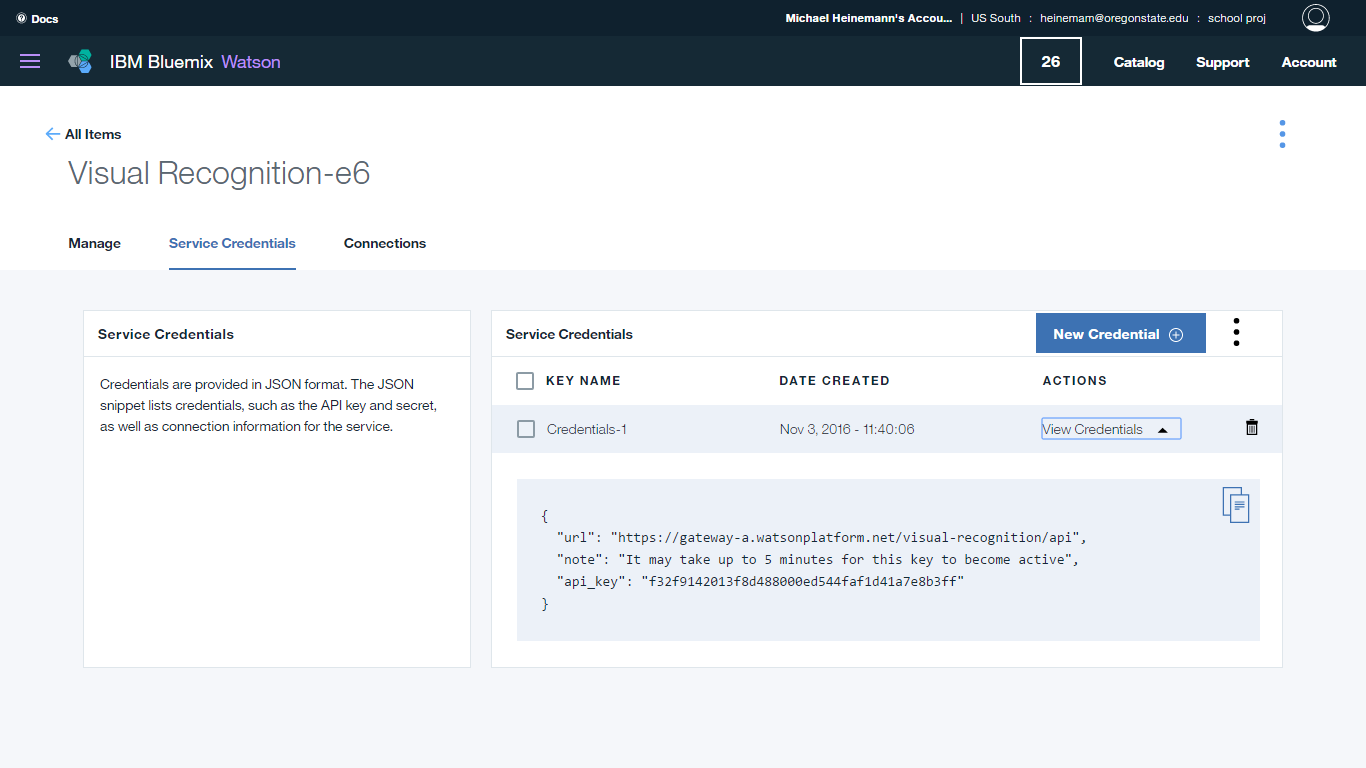 Docs
Michael Heinemann's Accou... | US South : heinemam@oregonstate.edu : school proj
IBM Bluemix Watson
26
Catalog
Support
Account
All Items
Visual Recognition-e6
Manage
Service Credentials
Connections
Service Credentials
Credentials are provided in JSON format. The JSON
snippet lists credentials, such as the API key and secret,
as well as connection information for the service.
Service Credentials
New Credential
KEY NAME
DATE CREATED
ACTIONS
Credentials-1
Nov 3, 2016 - 11:40:06
View Credentials
{
"url": "https://gateway-a.watsonplatform.net/visual-recognition/api",
"note": "It may take up to 5 minutes for this key to become active",
"api_key": "f32f9142013f8d488000ed544faf1d41a7e8b3ff"
}